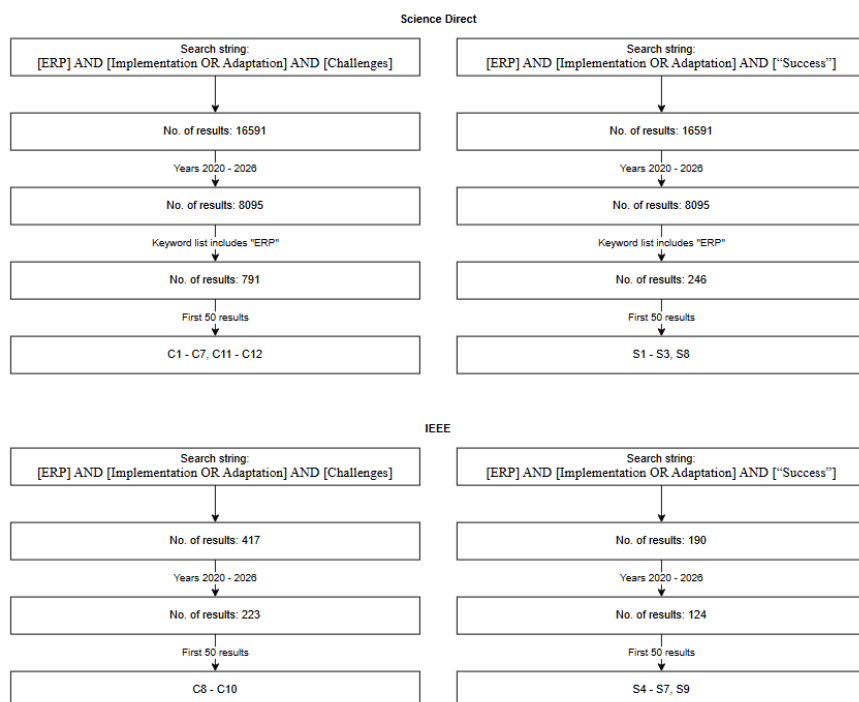 Science Direct
Search string:
[ERP] AND [Implementation OR Adaptation] AND [Challenges]
No. of results: 16591
Years 2020 - 2026
No. of results: 8095
Keyword list includes "ERP"
No. of results: 791
First 50 results
C1 - C7, C11 - C12
Search string:
[ERP] AND [Implementation OR Adaptation] AND [“Success”]
No. of results: 16591
Years 2020 - 2026
No. of results: 8095
Keyword list includes "ERP"
No. of results: 246
First 50 results
S1 - S3, S8
IEEE
Search string:
[ERP] AND [Implementation OR Adaptation] AND [Challenges]
No. of results: 417
Years 2020 - 2026
No. of results: 223
First 50 results
C8 - C10
Search string:
[ERP] AND [Implementation OR Adaptation] AND [“Success”]
No. of results: 190
Years 2020 - 2026
No. of results: 124
First 50 results
S4 - S7, S9